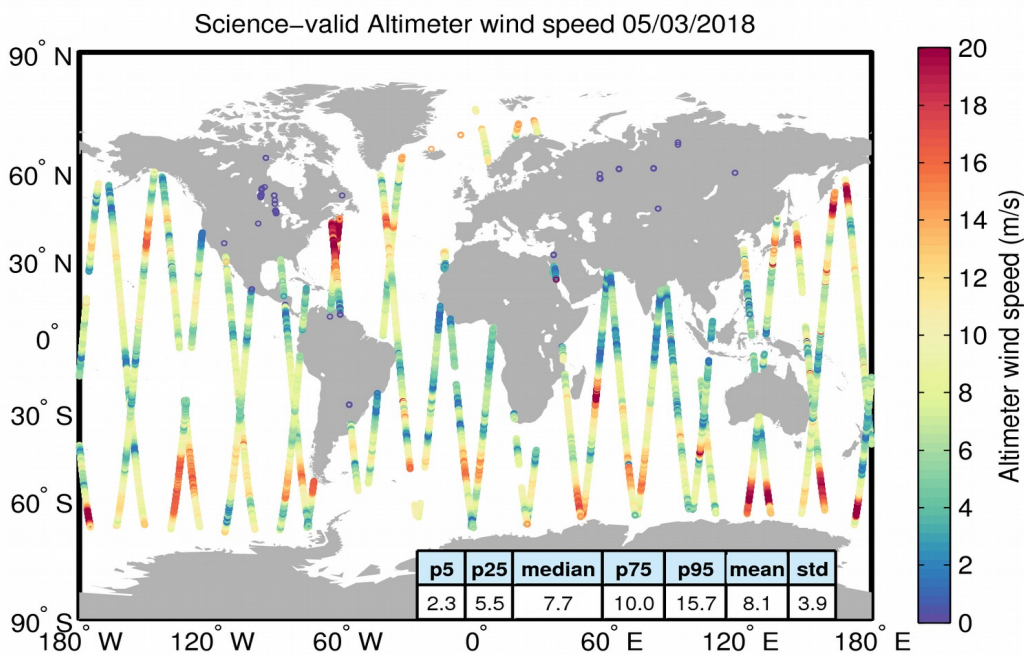 Science−valid Altimeter wind speed 05/03/2018
90° N
60° N
30° N
0°
30° S
60° S
90° S
180° W
120° W
60° W
0°
60° E
120° E
180° E
p5 p25 median p75 p95 mean std
2.3 5.5 7.7 10.0 15.7 8.1 3.9
20
18
16
14
12
10
8
6
4
2
0
Altimeter wind speed (m/s)